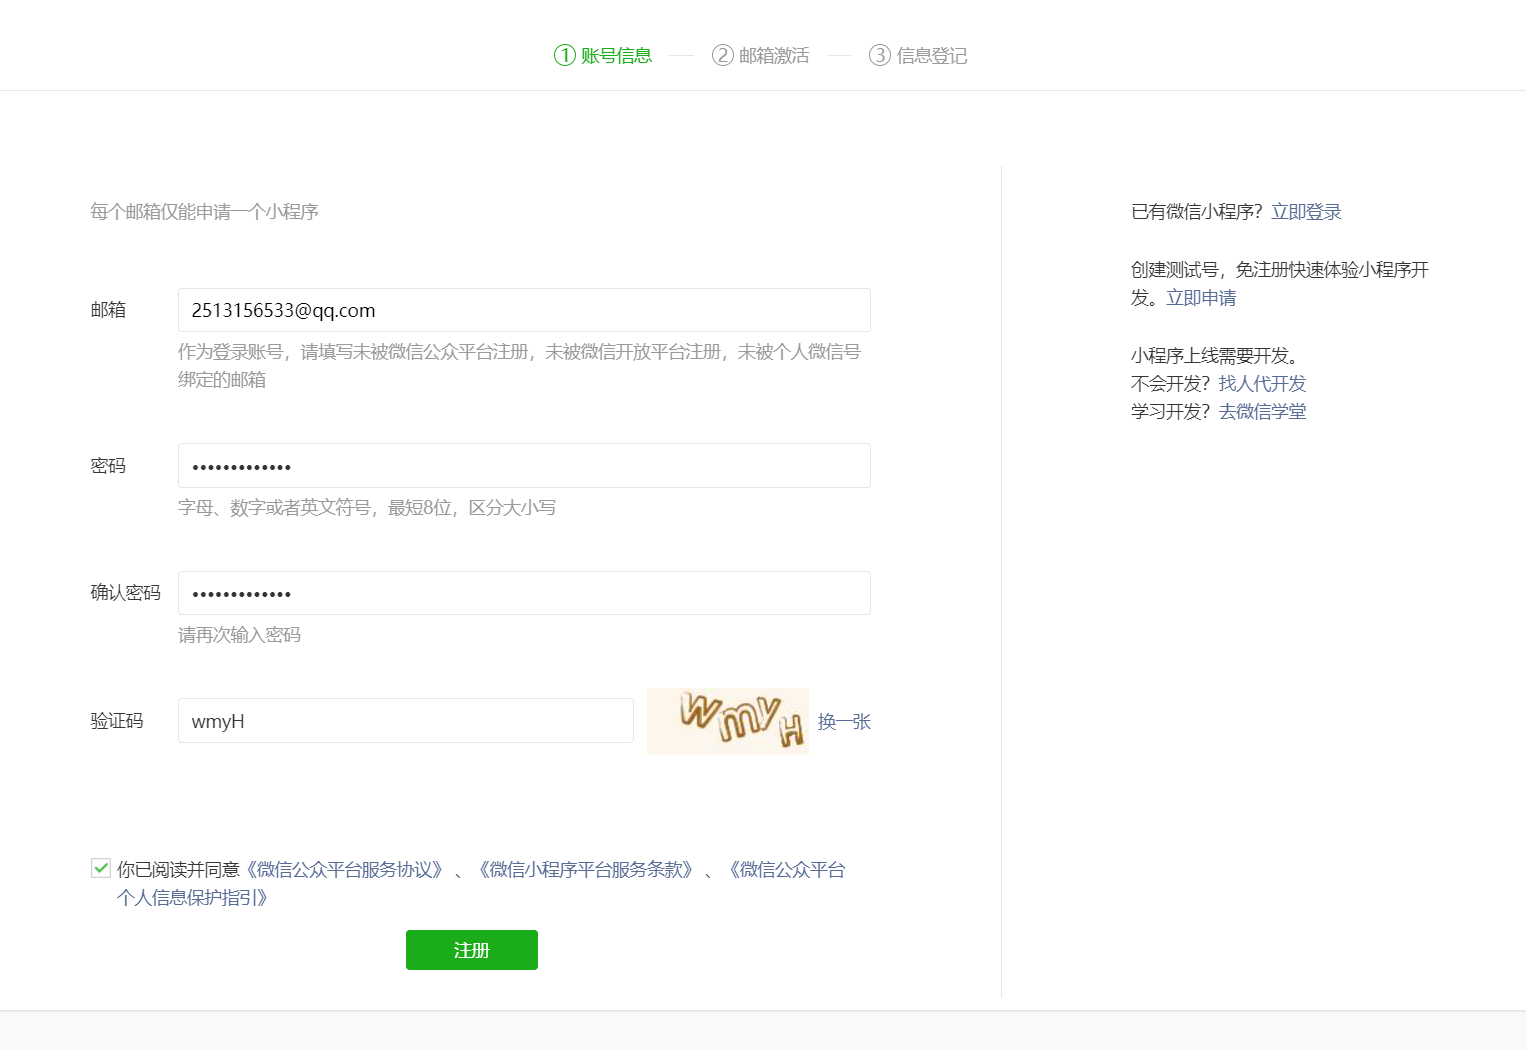 ① 账号信息 ② 邮箱激活 ③ 信息登记
每个邮箱仅能申请一个小程序
邮箱 2513156533@qq.com
作为登录账号，请填写未被微信公众平台注册，未被微信开放平台注册，未被个人微信号
绑定的邮箱
密码 •••••••••••••
字母、数字或者英文符号，最短8位，区分大小写
确认密码 •••••••••••••
请再次输入密码
验证码 wmyH WmyH 换一张
你已阅读并同意《微信公众平台服务协议》、《微信小程序平台服务条款》、《微信公众平台
个人信息保护指引》
注册
已有微信小程序？立即登录
创建测试号，免注册快速体验小程序开
发。立即申请
小程序上线需要开发。
不会开发？找人代开发
学习开发？去微信学堂